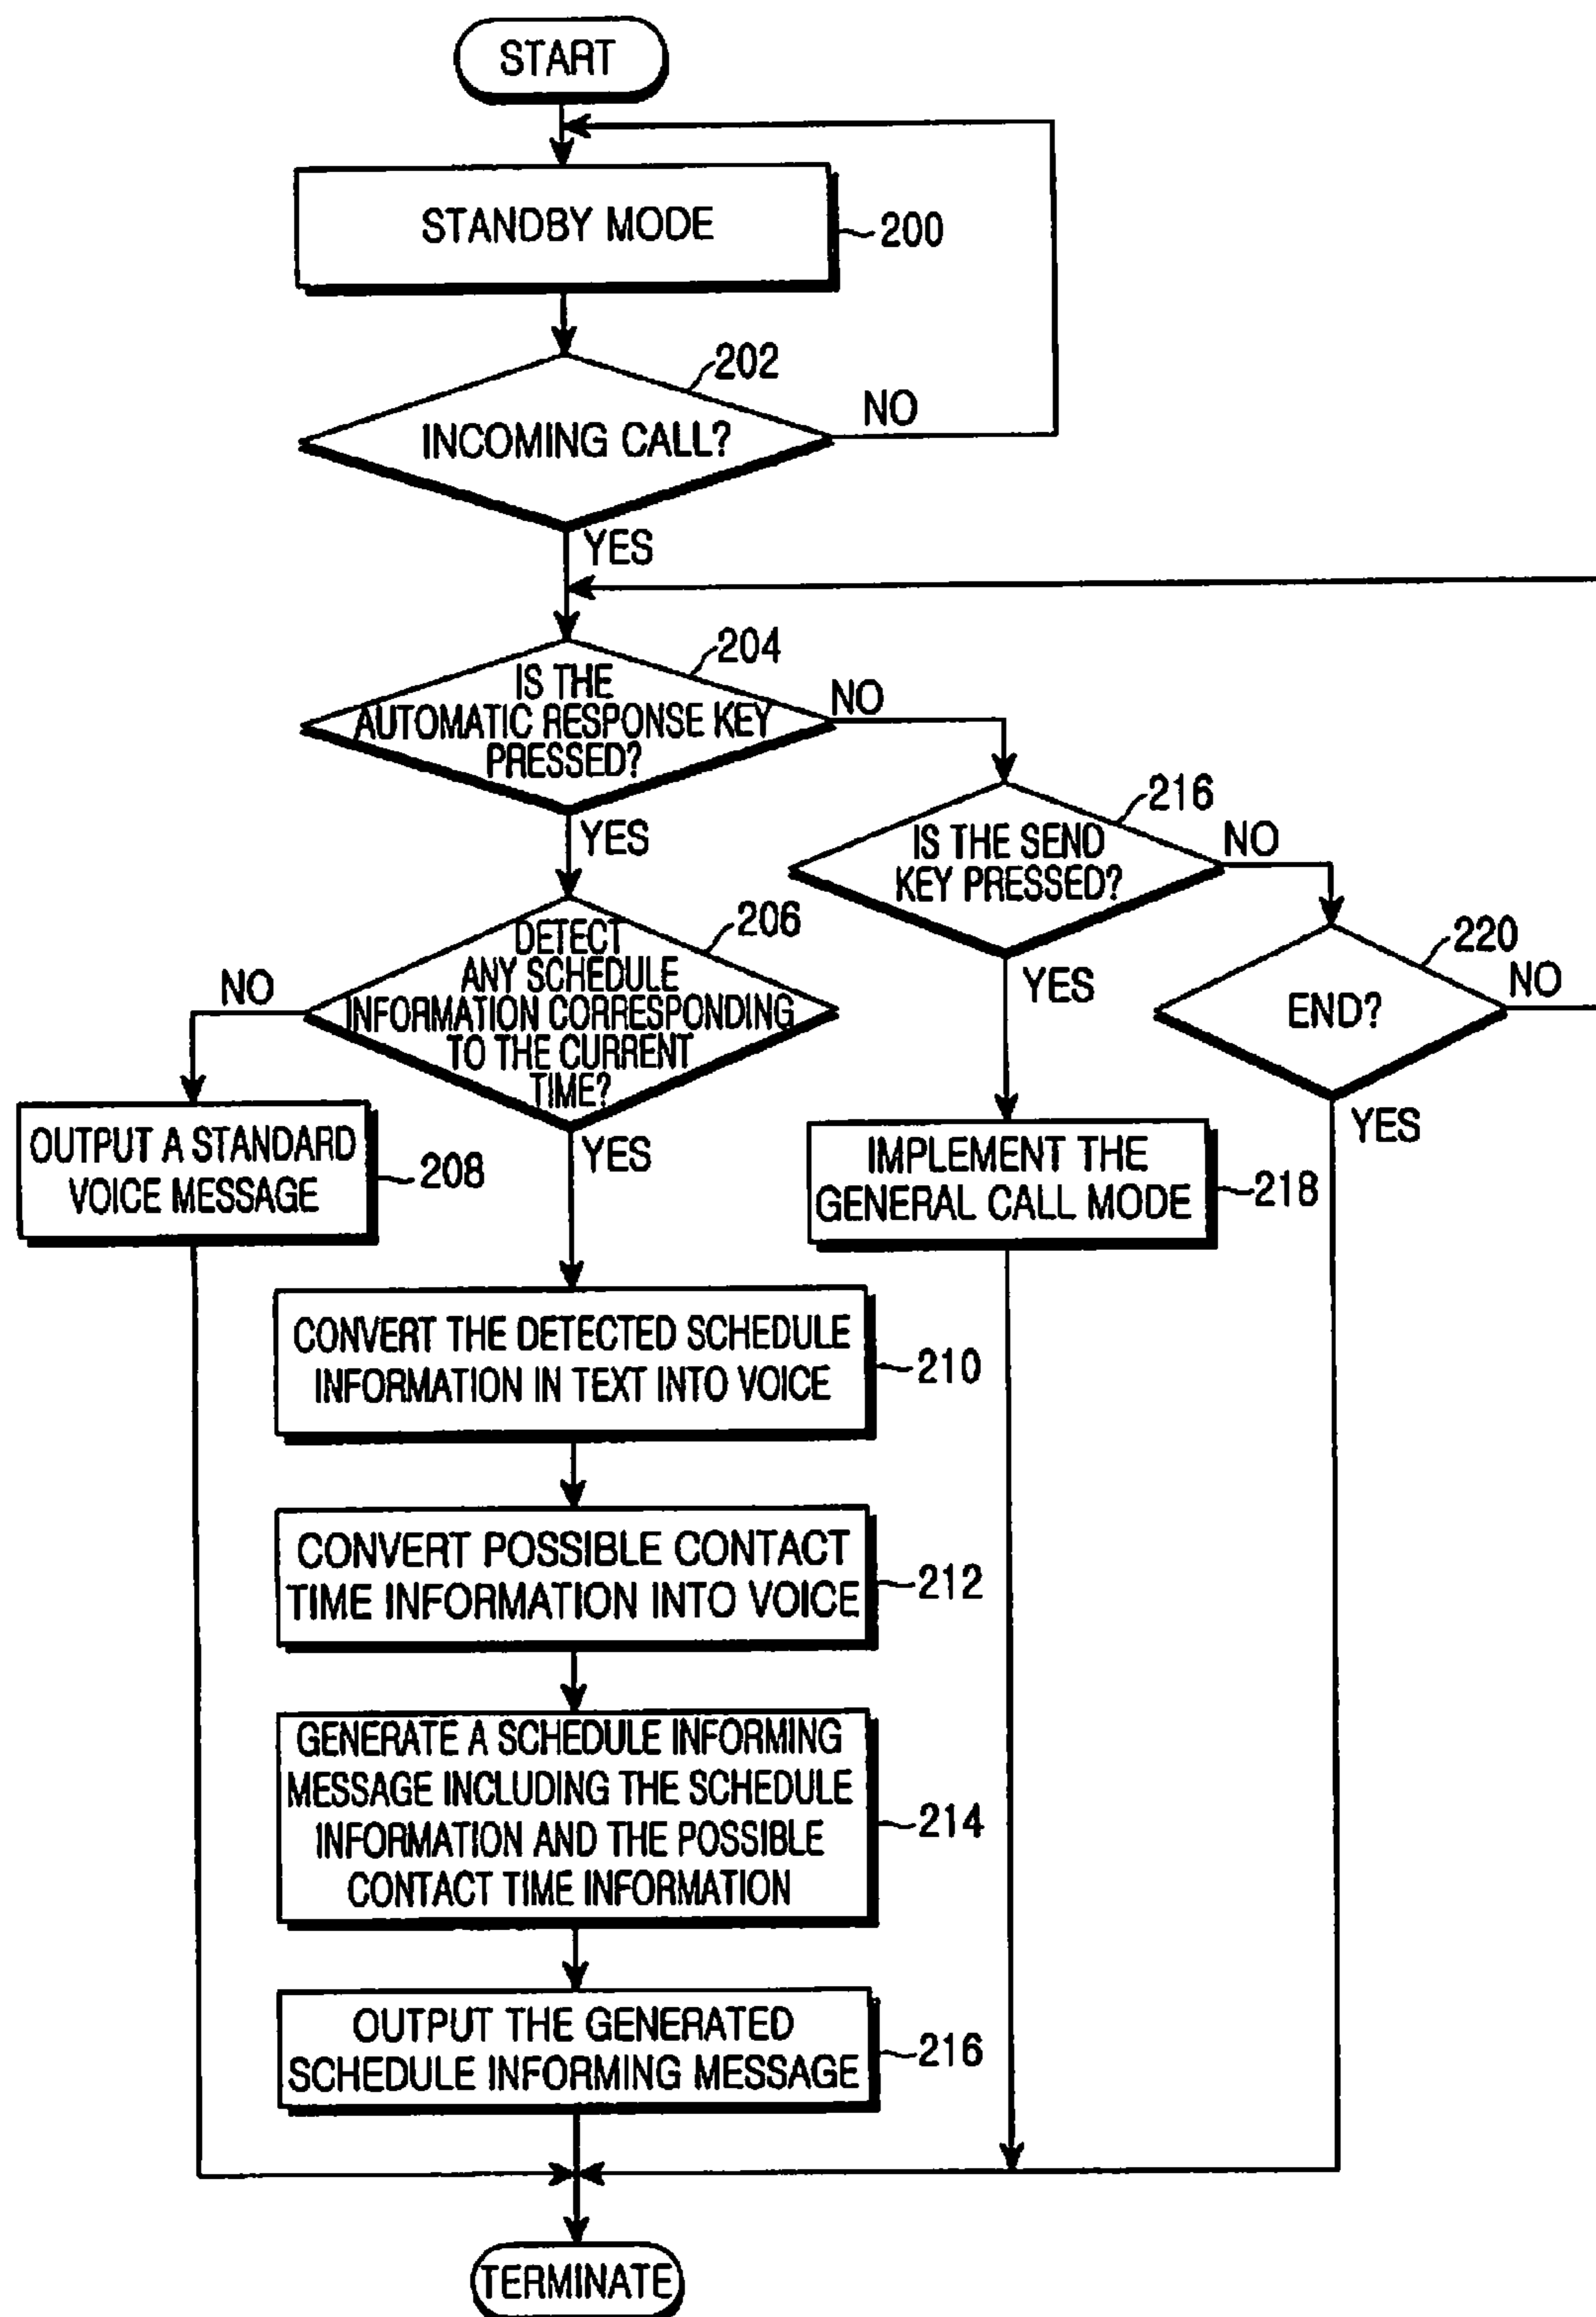 START
STANDBY MODE
200
202
INCOMING CALL?
NO
YES
204
IS THE
AUTOMATIC RESPONSE KEY
PRESSED?
NO
YES
216
IS THE SEND
KEY PRESSED?
NO
YES
220
END?
NO
YES
206
DETECT
ANY SCHEDULE
INFORMATION CORRESPONDING
TO THE CURRENT
TIME?
NO
YES
OUTPUT A STANDARD
VOICE MESSAGE
208
IMPLEMENT THE
GENERAL CALL MODE
218
CONVERT THE DETECTED SCHEDULE
INFORMATION IN TEXT INTO VOICE
210
CONVERT POSSIBLE CONTACT
TIME INFORMATION INTO VOICE
212
GENERATE A SCHEDULE INFORMING
MESSAGE INCLUDING THE SCHEDULE
INFORMATION AND THE POSSIBLE
CONTACT TIME INFORMATION
214
OUTPUT THE GENERATED
SCHEDULE INFORMING MESSAGE
216
TERMINATE